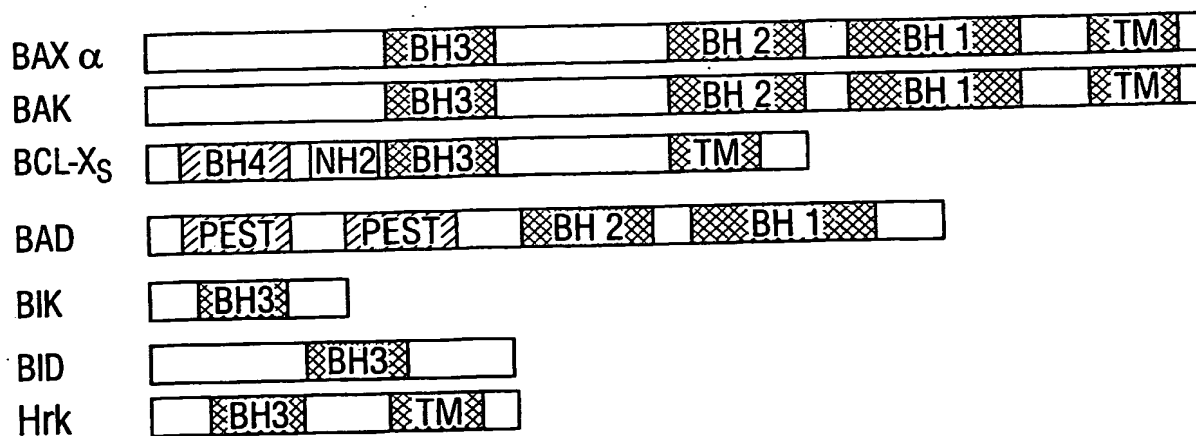 BAX α BH3 BH 2 BH 1 TM
BAK BH3 BH 2 BH 1 TM
BCL-XS BH4 NH2 BH3 TM
BAD PEST PEST BH 2 BH 1
BIK BH3
BID BH3
Hrk BH3 TM